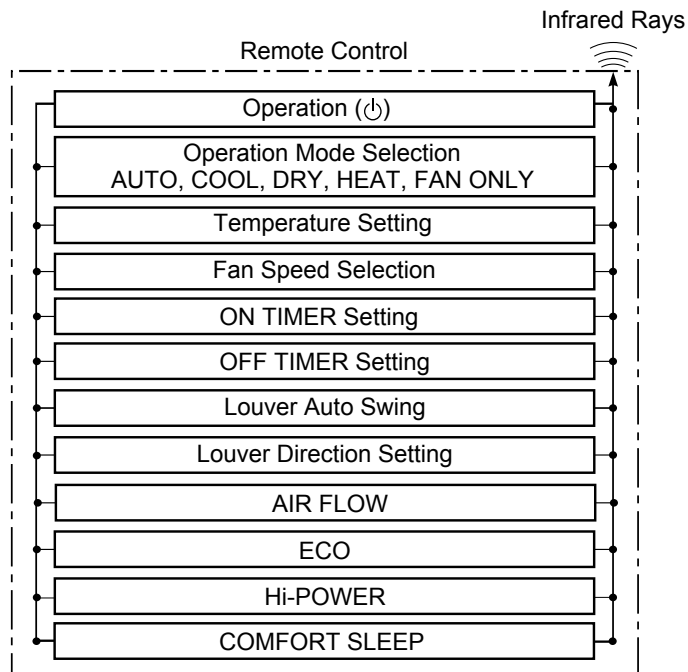 Infrared Rays
Remote Control
Operation (⏻)
Operation Mode Selection
AUTO, COOL, DRY, HEAT, FAN ONLY
Temperature Setting
Fan Speed Selection
ON TIMER Setting
OFF TIMER Setting
Louver Auto Swing
Louver Direction Setting
AIR FLOW
ECO
Hi-POWER
COMFORT SLEEP